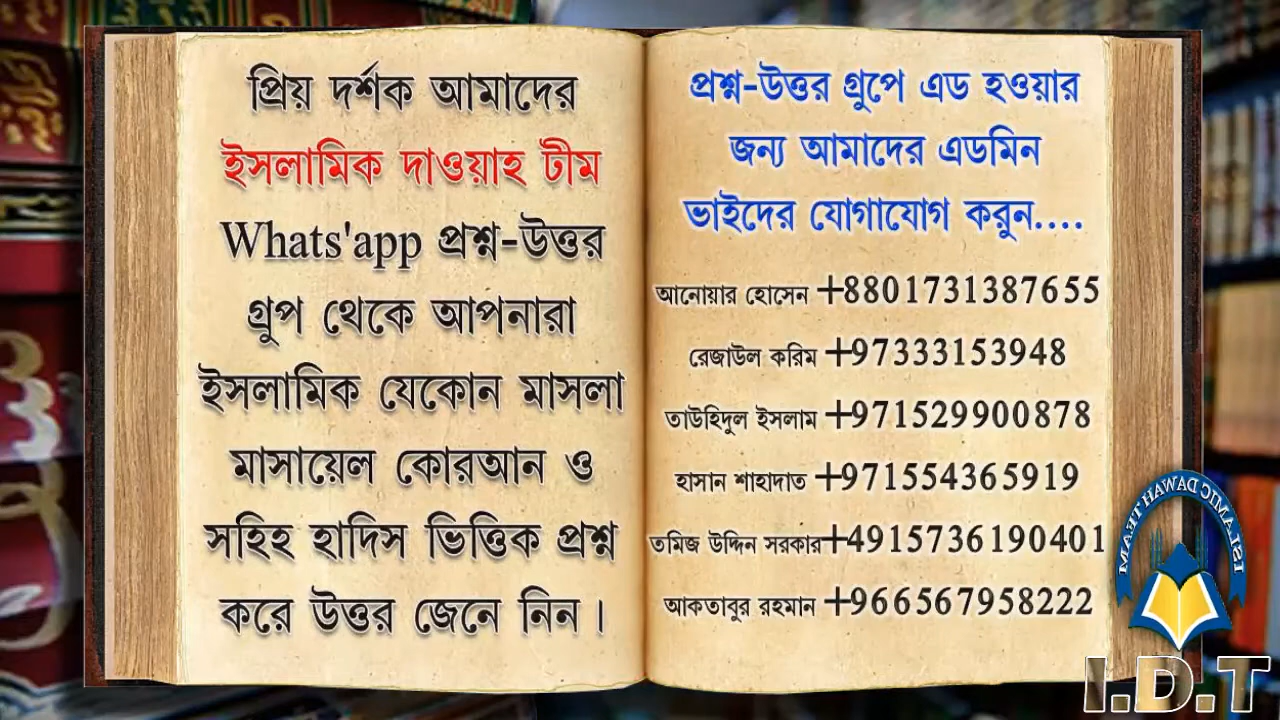 প্রিয় দর্শক আমাদের
ইসলামিক দাওয়াহ টীম
Whats'app প্রশ্ন-উত্তর
গ্রুপ থেকে আপনারা
ইসলামিক যেকোন মাসলা
মাসায়েল কোরআন ও
সহিহ হাদিস ভিত্তিক প্রশ্ন
করে উত্তর জেনে নিন।
প্রশ্ন-উত্তর গ্রুপে এড হওয়ার
জন্য আমাদের এডমিন
ভাইদের যোগাযোগ করুন....
আনোয়ার হোসেন +8801731387655
রেজাউল করিম +97333153948
তাউহিদুল ইসলাম +971529900878
হাসান শাহাদাত +971554365919
তমিজ উদ্দিন সরকার+4915736190401
আকতাবুর রহমান +966567958222
ISLAMIC DAWAH TEAM
I.D.T